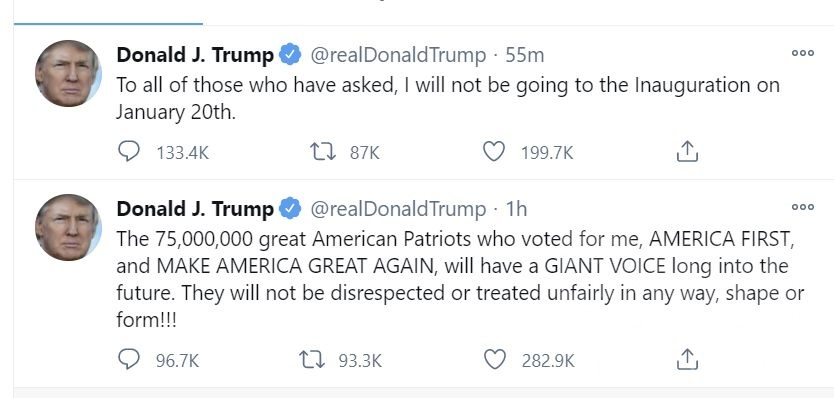 Donald J. Trump @realDonaldTrump · 55m
To all of those who have asked, I will not be going to the Inauguration on
January 20th.
133.4K 87K 199.7K
Donald J. Trump @realDonaldTrump · 1h
The 75,000,000 great American Patriots who voted for me, AMERICA FIRST,
and MAKE AMERICA GREAT AGAIN, will have a GIANT VOICE long into the
future. They will not be disrespected or treated unfairly in any way, shape or
form!!!
96.7K 93.3K 282.9K